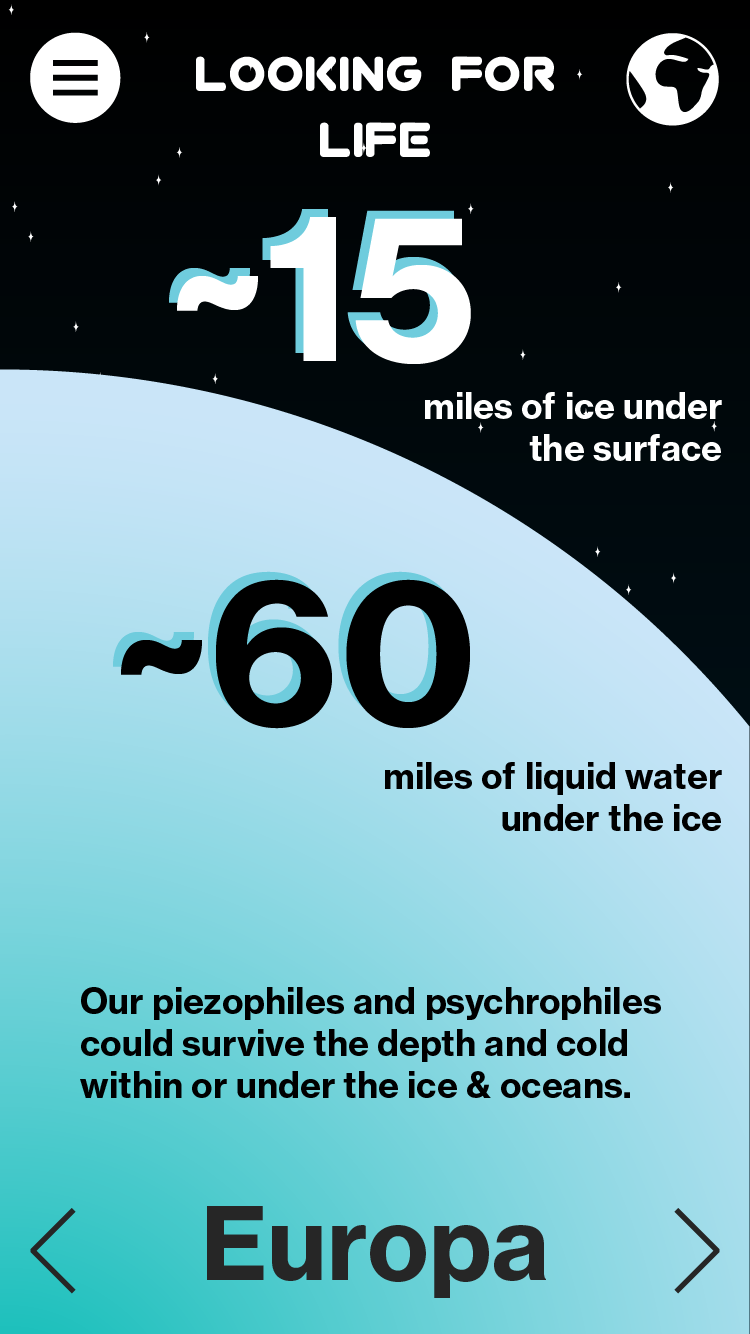 LOOKING FOR
LIFE
~15
miles of ice under
the surface
~60
miles of liquid water
under the ice
Our piezophiles and psychrophiles
could survive the depth and cold
within or under the ice & oceans.
Europa